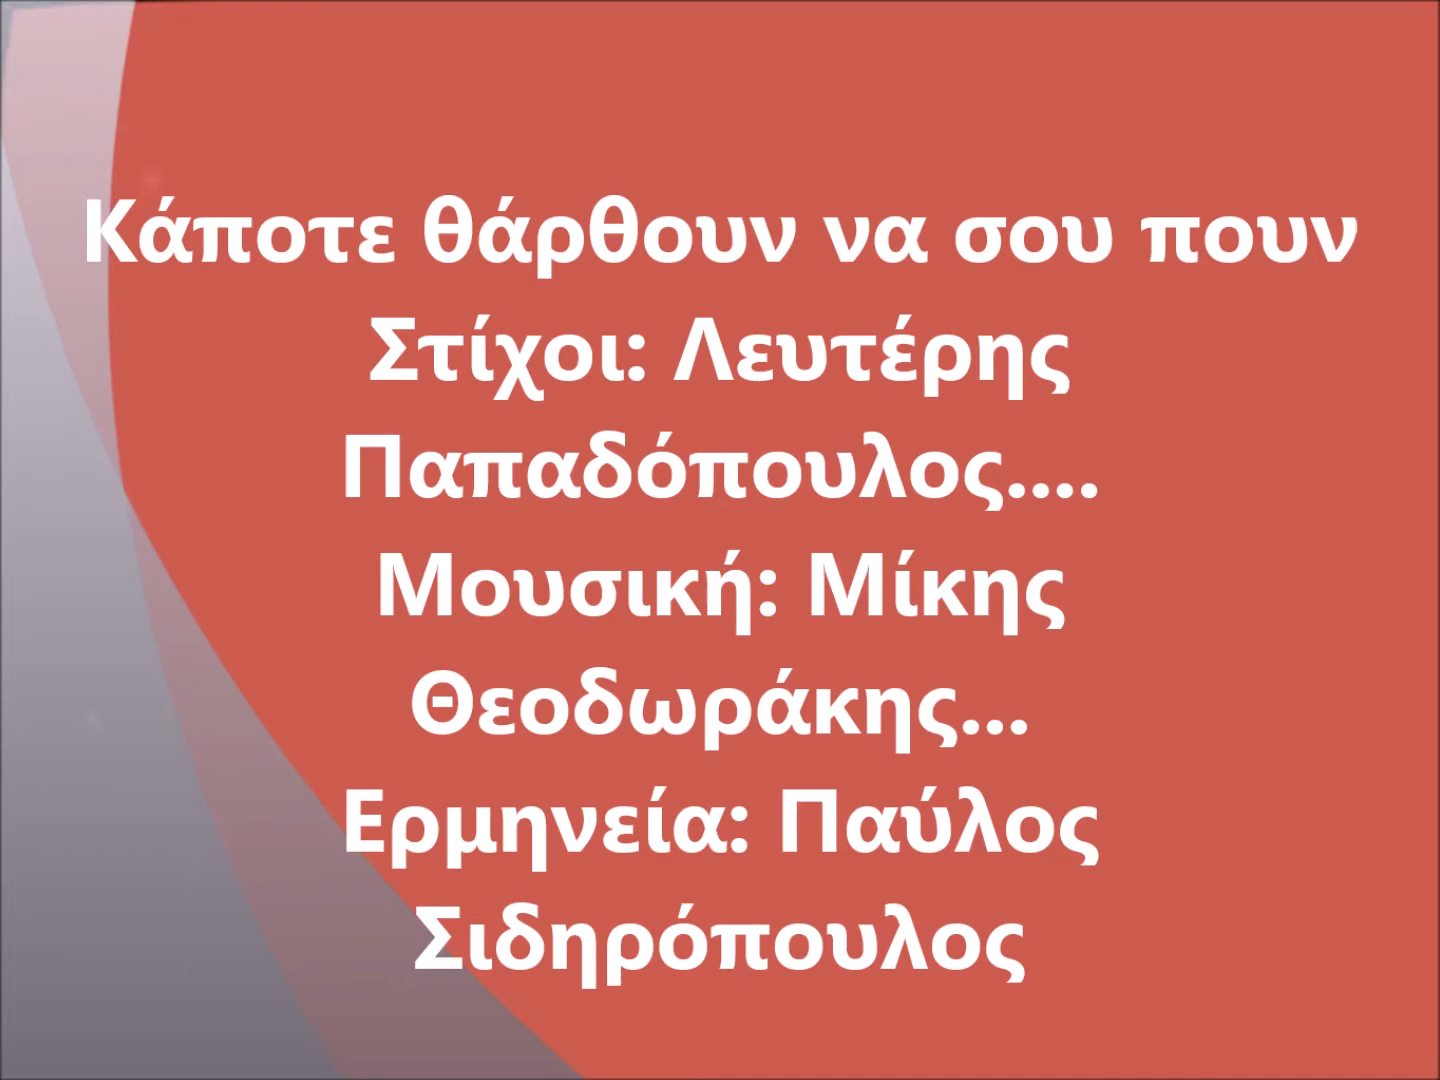 Κάποτε θάρθουν να σου πουν
Στίχοι: Λευτέρης
Παπαδόπουλος....
Μουσική: Μίκης
Θεοδωράκης...
Ερμηνεία: Παύλος
Σιδηρόπουλος